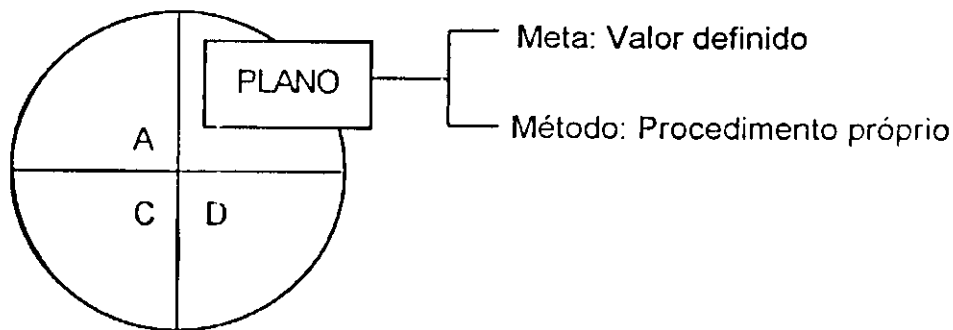 Meta: Valor definido
PLANO
Método: Procedimento próprio
A
C D